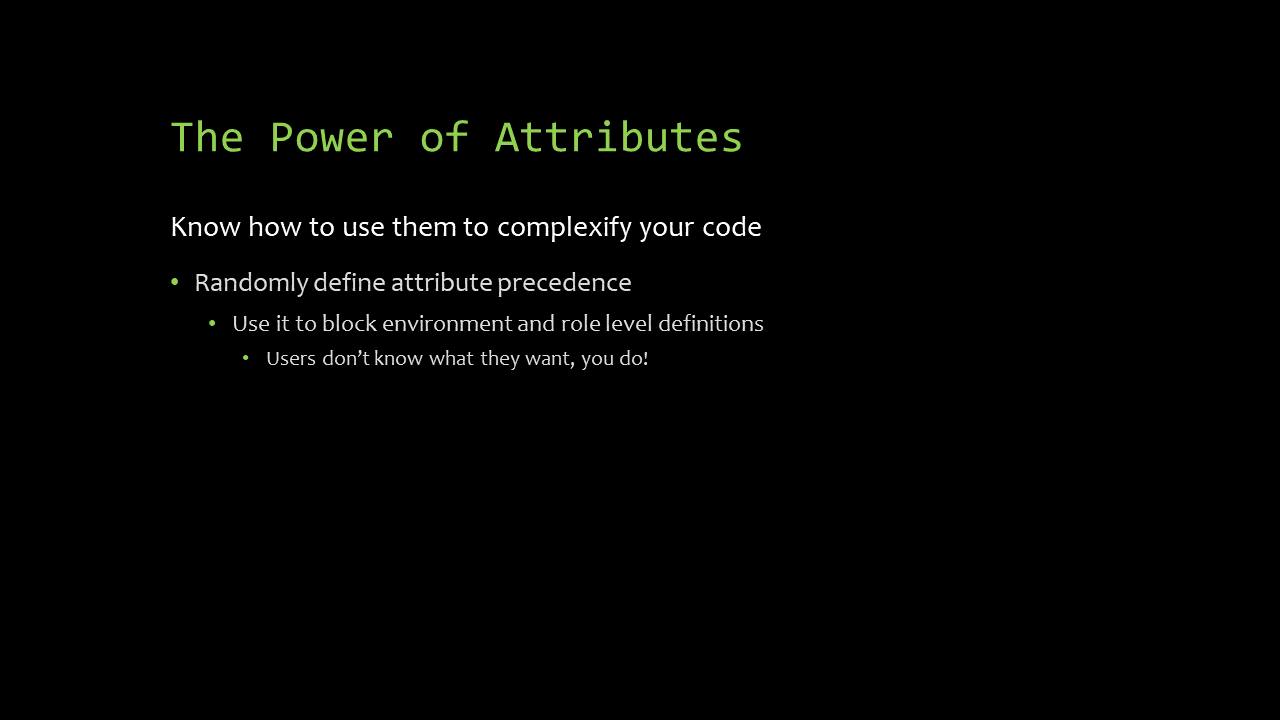 The Power of Attributes
Know how to use them to complexify your code
• Randomly define attribute precedence
• Use it to block environment and role level definitions
• Users don’t know what they want, you do!